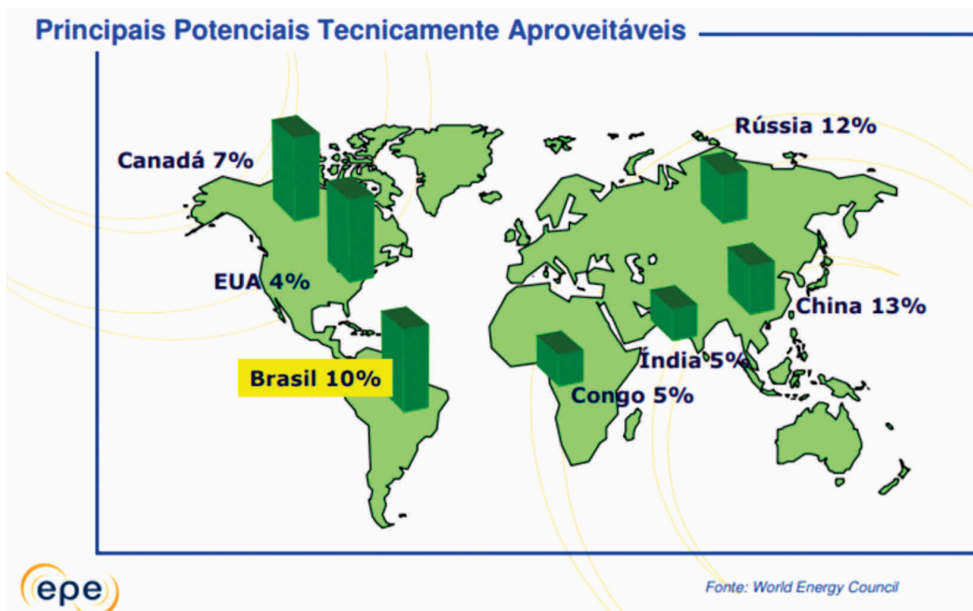 Principais Potenciais Tecnicamente Aproveitáveis
Rússia 12%
Canadá 7%
EUA 4%
China 13%
Índia 5%
Brasil 10%
Congo 5%
epe
Fonte: World Energy Council